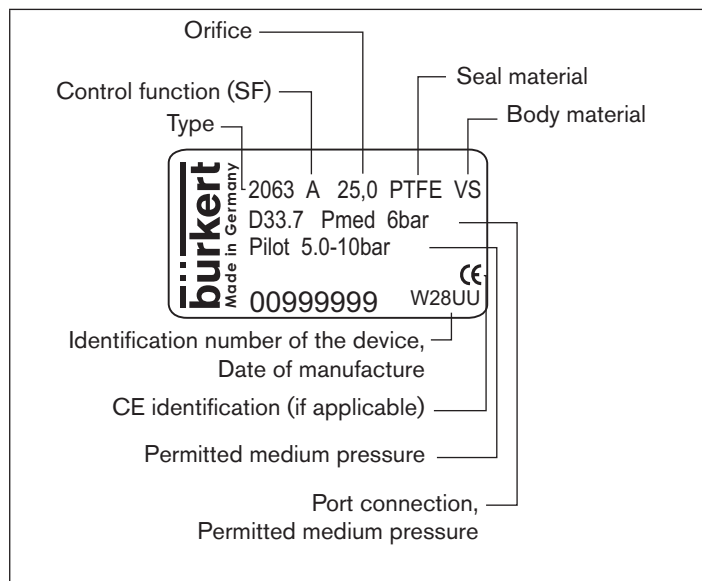 Orifice
Seal material
Control function (SF)
Body material
Type
bürkert
Made in Germany
2063 A 25,0 PTFE VS
D33.7 Pmed 6bar
Pilot 5.0-10bar
CE
00999999 W28UU
Identification number of the device,
Date of manufacture
CE identification (if applicable)
Permitted medium pressure
Port connection,
Permitted medium pressure